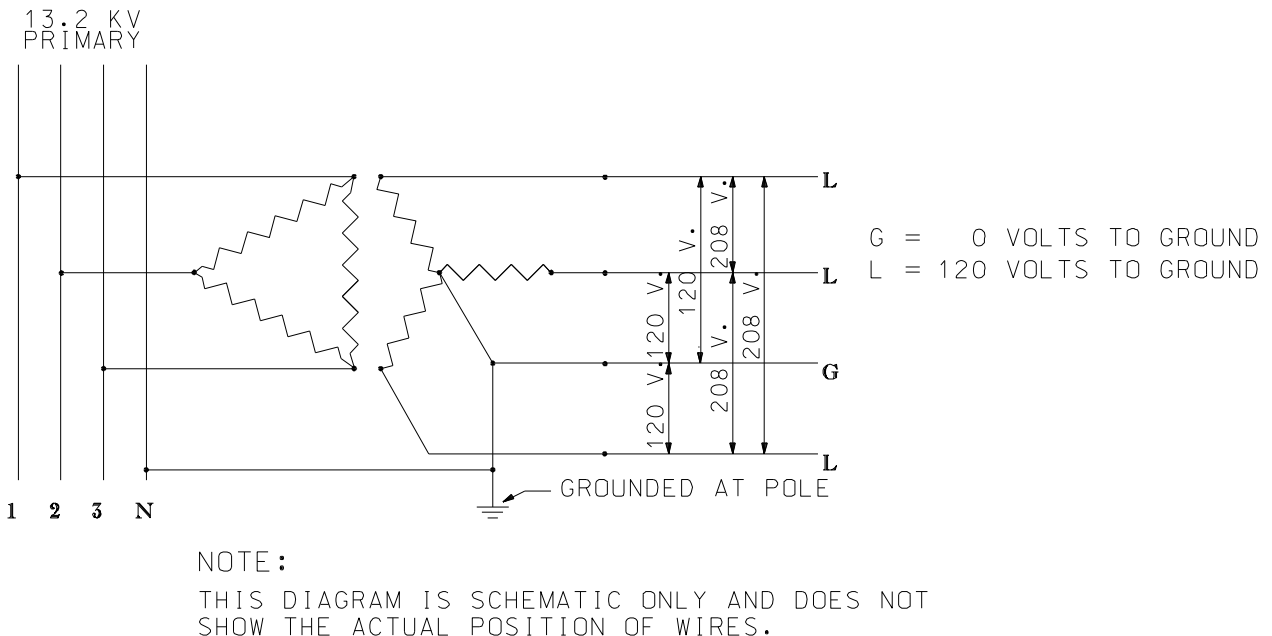 13.2 KV
PRIMARY
L
208 V.
120 V.
G = 0 VOLTS TO GROUND
L = 120 VOLTS TO GROUND
L
120 V.
208 V.
208 V.
G
120 V.
L
GROUNDED AT POLE
1 2 3 N
NOTE:
THIS DIAGRAM IS SCHEMATIC ONLY AND DOES NOT
SHOW THE ACTUAL POSITION OF WIRES.